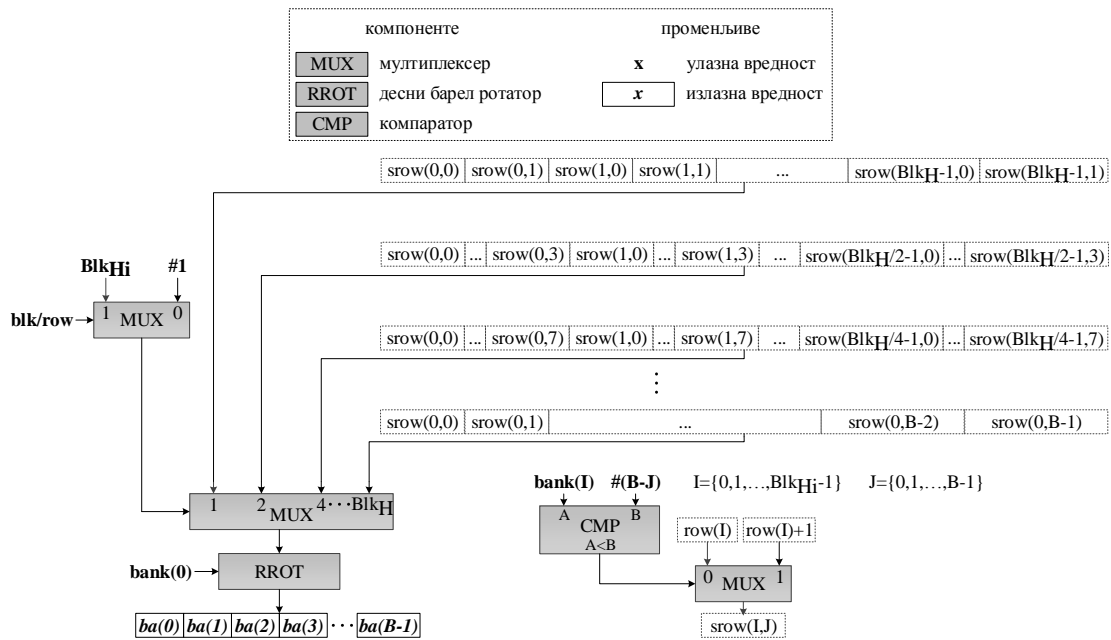 компоненте променљиве
MUX мултиплексер x улазна вредност
RROT десни барел ротатор x излазна вредност
CMP компаратор
srow(0,0) srow(0,1) srow(1,0) srow(1,1) ... srow(BlkH-1,0) srow(BlkH-1,1)
srow(0,0) ... srow(0,3) srow(1,0) ... srow(1,3) ... srow(BlkH/2-1,0) ... srow(BlkH/2-1,3)
BlkHi #1
blk/row 1 MUX 0
srow(0,0) ... srow(0,7) srow(1,0) ... srow(1,7) ... srow(BlkH/4-1,0) ... srow(BlkH/4-1,7)
⋮
srow(0,0) srow(0,1) ... srow(0,B-2) srow(0,B-1)
bank(I) #(B-J) I={0,1,...,BlkHi-1} J={0,1,...,B-1}
1 2 4 ··· BlkH
MUX
A B
CMP
A<B
row(I) row(I)+1
bank(0) RROT
0 MUX 1
srow(I,J)
ba(0) ba(1) ba(2) ba(3) ··· ba(B-1)